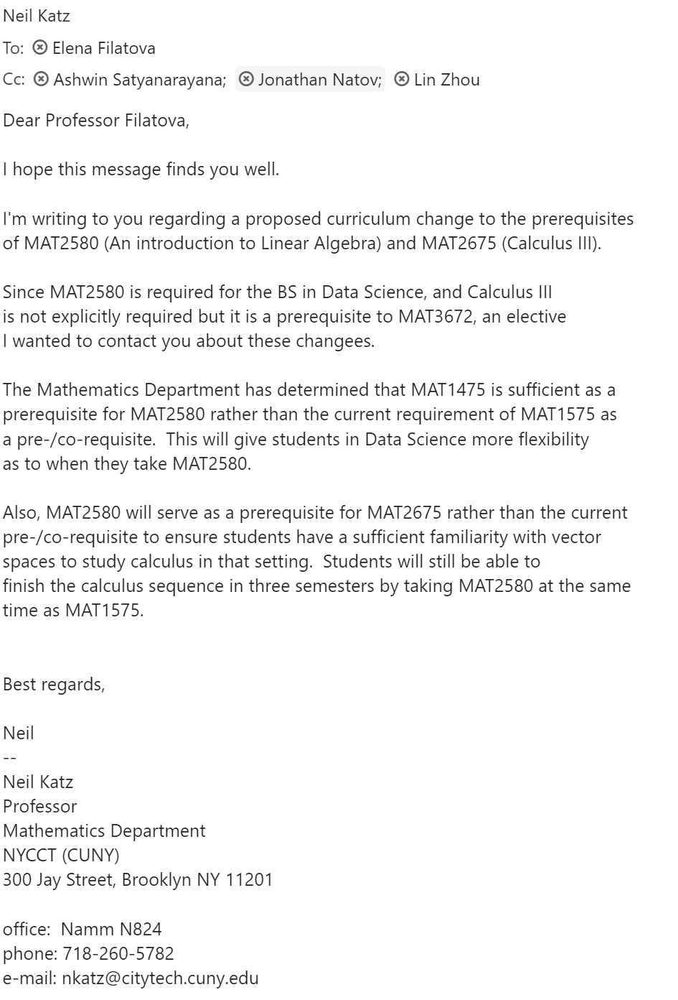 Neil Katz
To: Elena Filatova
Cc: Ashwin Satyanarayana; Jonathan Natov; Lin Zhou
Dear Professor Filatova,
I hope this message finds you well.
I'm writing to you regarding a proposed curriculum change to the prerequisites
of MAT2580 (An introduction to Linear Algebra) and MAT2675 (Calculus III).
Since MAT2580 is required for the BS in Data Science, and Calculus III
is not explicitly required but it is a prerequisite to MAT3672, an elective
I wanted to contact you about these changees.
The Mathematics Department has determined that MAT1475 is sufficient as a
prerequisite for MAT2580 rather than the current requirement of MAT1575 as
a pre-/co-requisite.  This will give students in Data Science more flexibility
as to when they take MAT2580.
Also, MAT2580 will serve as a prerequisite for MAT2675 rather than the current
pre-/co-requisite to ensure students have a sufficient familiarity with vector
spaces to study calculus in that setting.  Students will still be able to
finish the calculus sequence in three semesters by taking MAT2580 at the same
time as MAT1575.
Best regards,
Neil
--
Neil Katz
Professor
Mathematics Department
NYCCT (CUNY)
300 Jay Street, Brooklyn NY 11201
office:  Namm N824
phone: 718-260-5782
e-mail: nkatz@citytech.cuny.edu